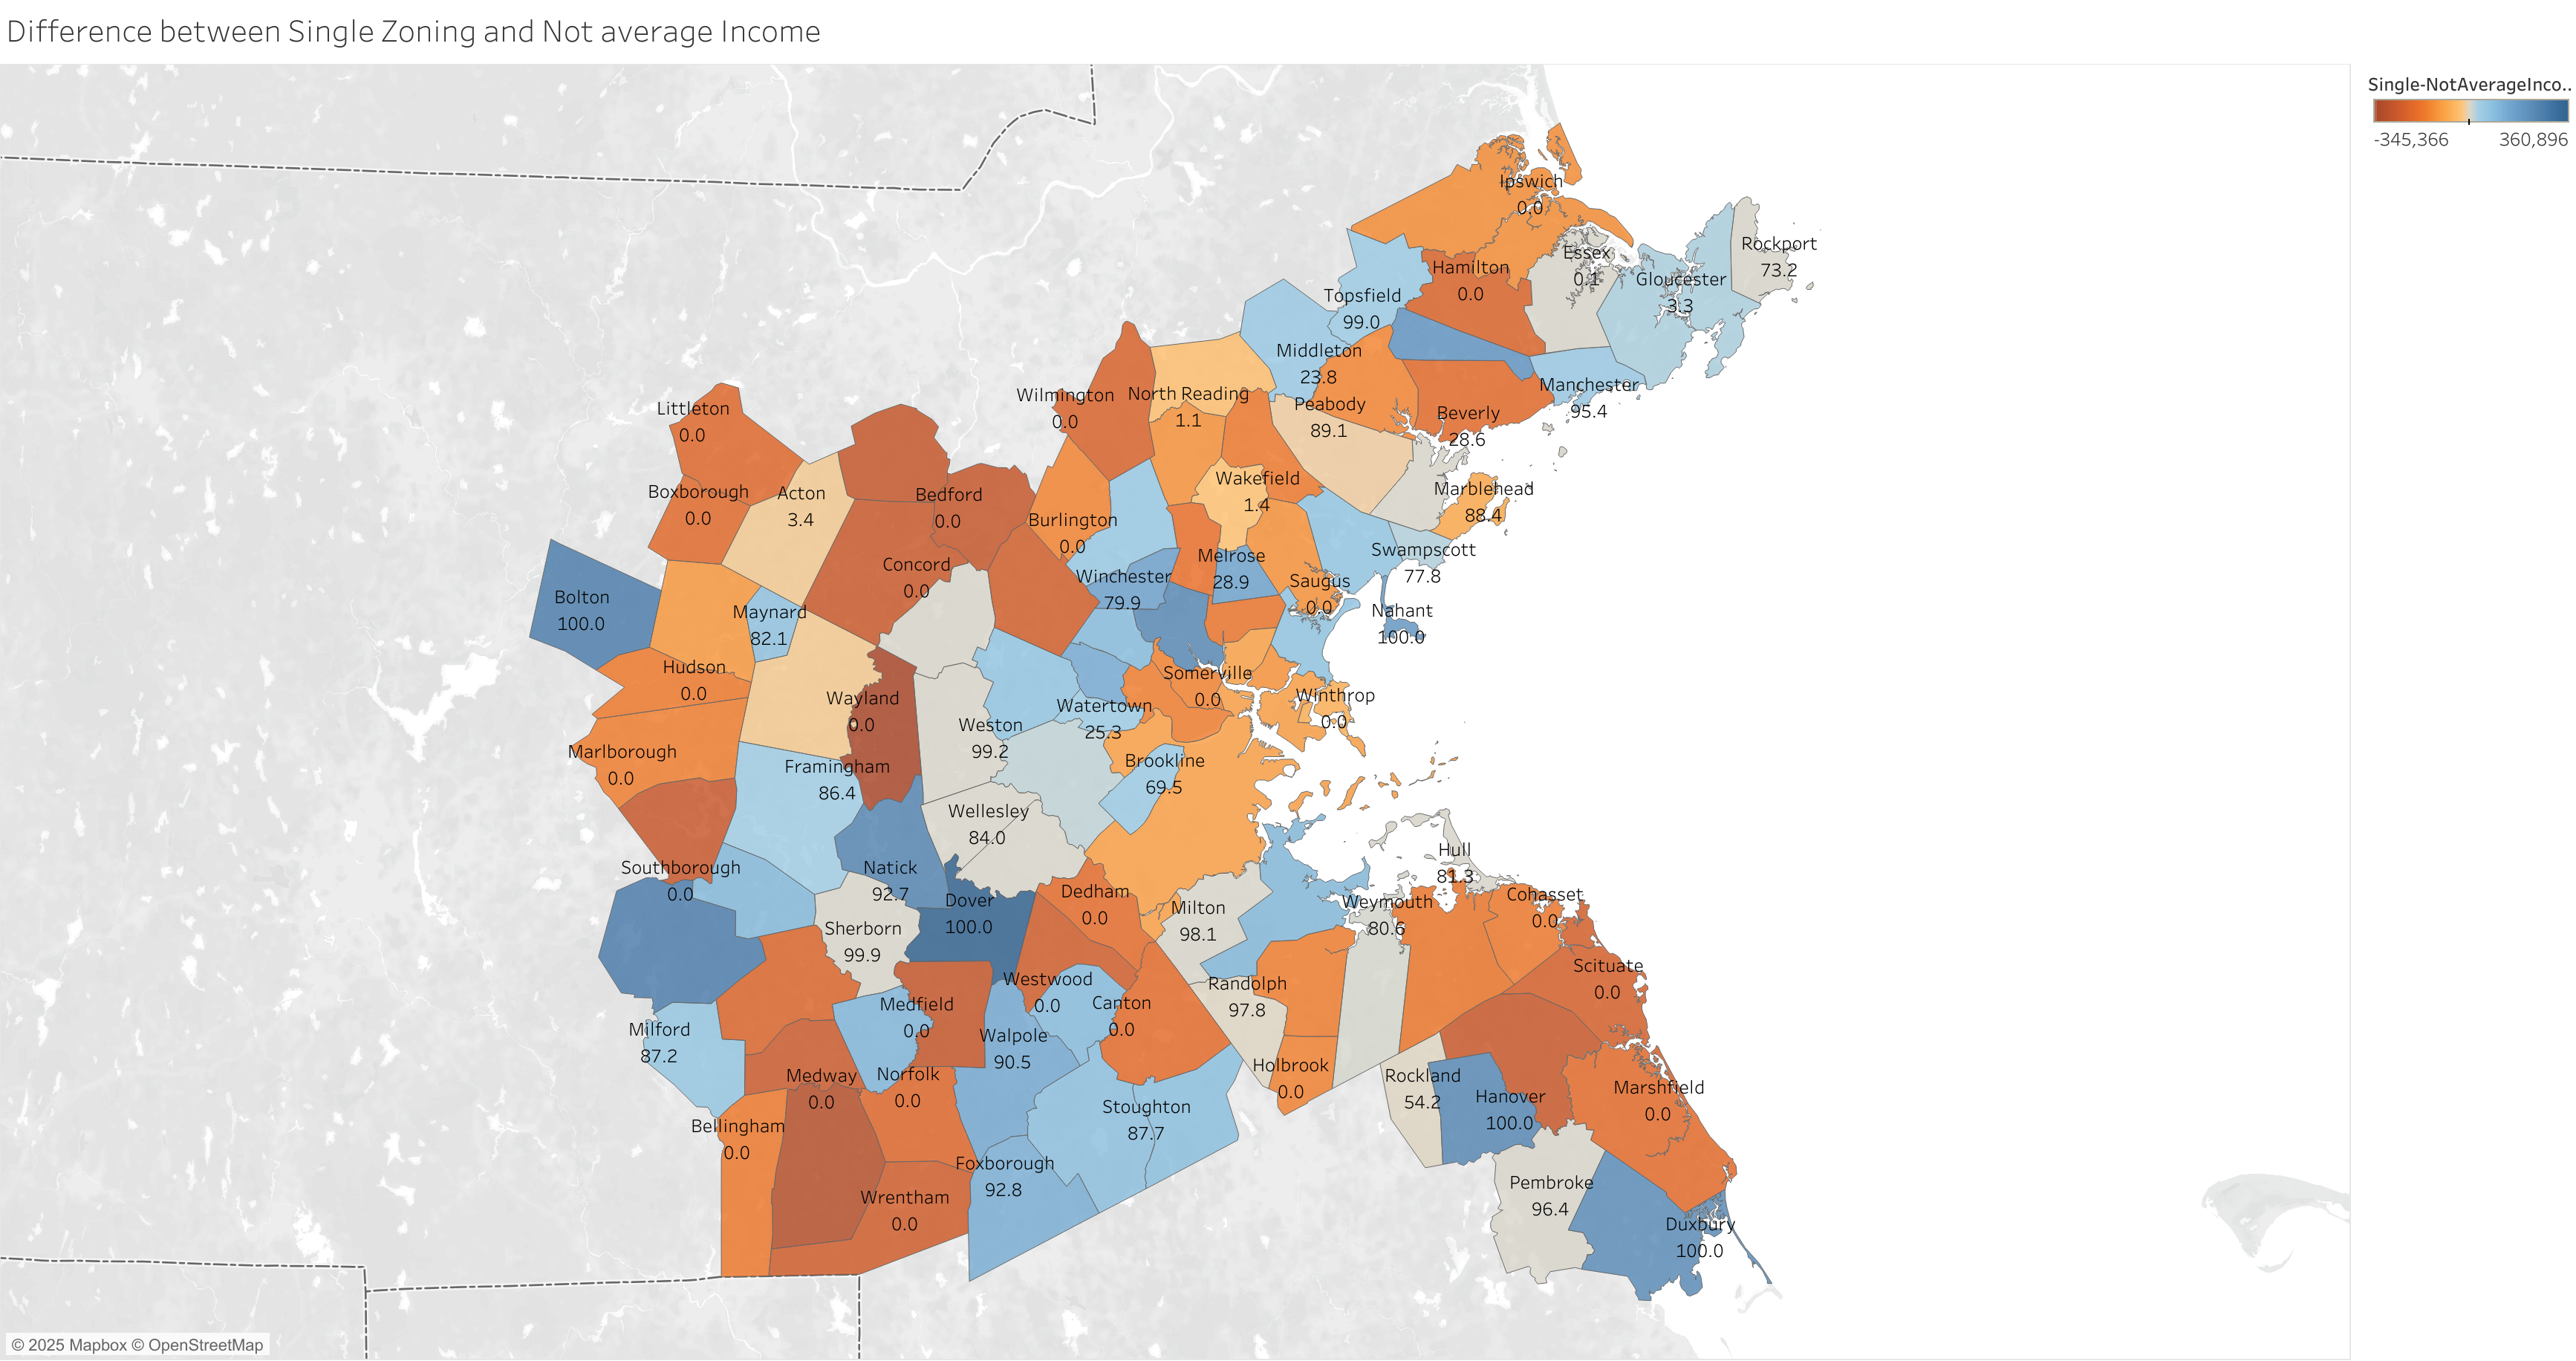 Difference between Single Zoning and Not average Income
Single-NotAverageInco..
-345,366 360,896
Ipswich
0.0
Rockport
73.2
Essex
0.1
Hamilton
0.0
Gloucester
3.3
Topsfield
99.0
Middleton
23.8
Manchester
95.4
Wilmington
0.0
North Reading
1.1
Peabody
89.1
Beverly
28.6
Littleton
0.0
Boxborough
0.0
Acton
3.4
Bedford
0.0
Wakefield
1.4
Marblehead
88.4
Burlington
0.0
Concord
0.0
Melrose
28.9
Swampscott
77.8
Winchester
79.9
Saugus
0.0
Bolton
100.0
Maynard
82.1
Nahant
100.0
Hudson
0.0
Somerville
0.0
Wayland
0.0
Winthrop
0.0
Watertown
25.3
Weston
99.2
Marlborough
0.0
Framingham
86.4
Brookline
69.5
Wellesley
84.0
Hull
81.3
Southborough
0.0
Natick
92.7
Dedham
0.0
Cohasset
0.0
Dover
100.0
Milton
98.1
Weymouth
80.6
Sherborn
99.9
Scituate
0.0
Westwood
0.0
Randolph
97.8
Medfield
0.0
Canton
0.0
Milford
87.2
Walpole
90.5
Holbrook
0.0
Medway
0.0
Norfolk
0.0
Rockland
54.2
Hanover
100.0
Marshfield
0.0
Stoughton
87.7
Bellingham
0.0
Foxborough
92.8
Pembroke
96.4
Wrentham
0.0
Duxbury
100.0
© 2025 Mapbox © OpenStreetMap